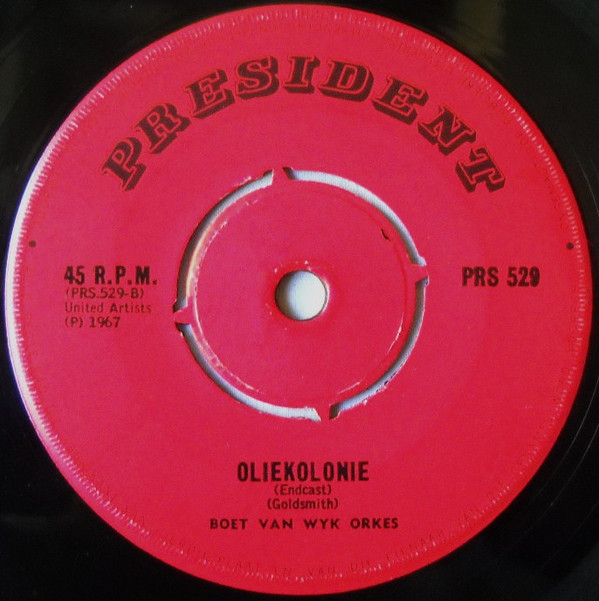 PRESIDENT
45 R.P.M.
(PRS.529-B)
United Artists
(P) 1967
PRS 529
OLIEKOLONIE
(Endcast)
(Goldsmith)
BOET VAN WYK ORKES